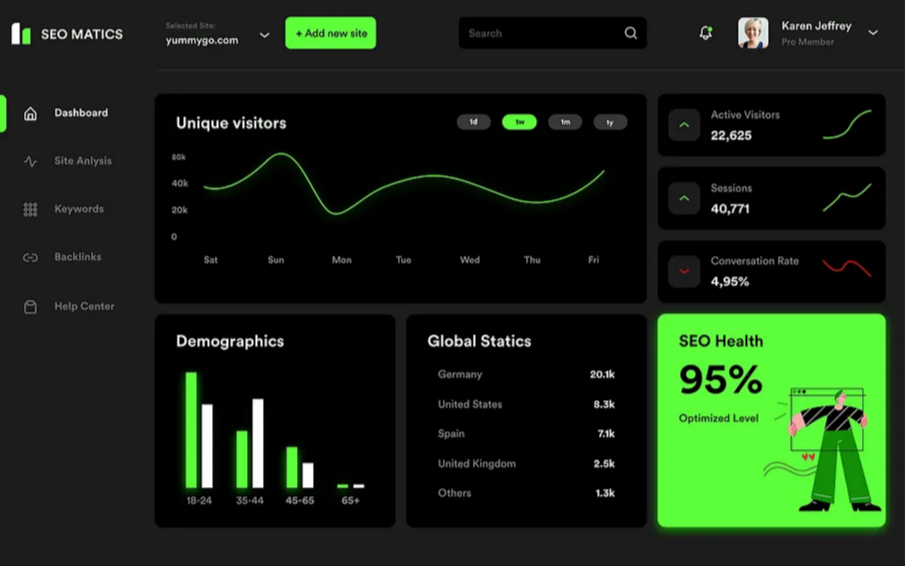 SEO MATICS
Selected Site:
yummygo.com
+ Add new site
Search
Karen Jeffrey
Pro Member
Dashboard
Site Anlysis
Keywords
Backlinks
Help Center
Unique visitors
1d
1w
1m
1y
80k
40k
20k
0
Sat
Sun
Mon
Tue
Wed
Thu
Fri
Active Visitors
22,625
Sessions
40,771
Conversation Rate
4,95%
Demographics
18-24
35-44
45-65
65+
Global Statics
Germany 20.1k
United States 8.3k
Spain 7.1k
United Kingdom 2.5k
Others 1.3k
SEO Health
95%
Optimized Level